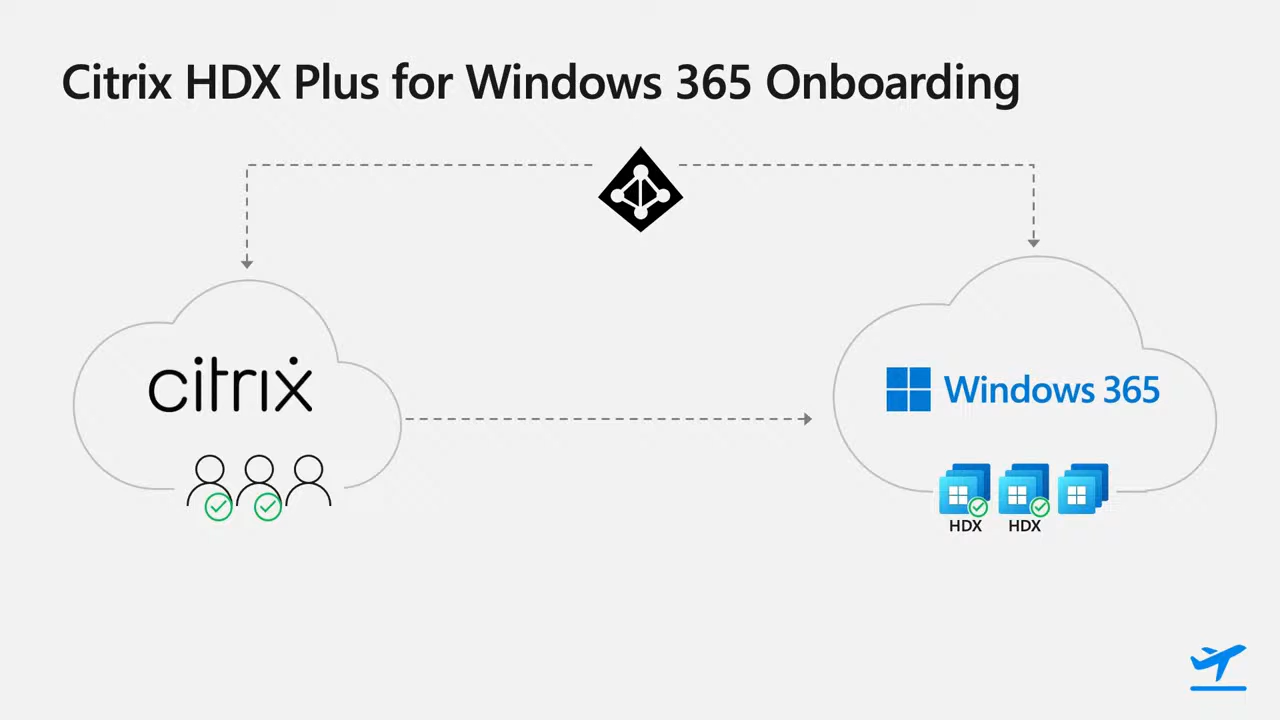 Citrix HDX Plus for Windows 365 Onboarding
citrix
Windows 365
HDX
HDX